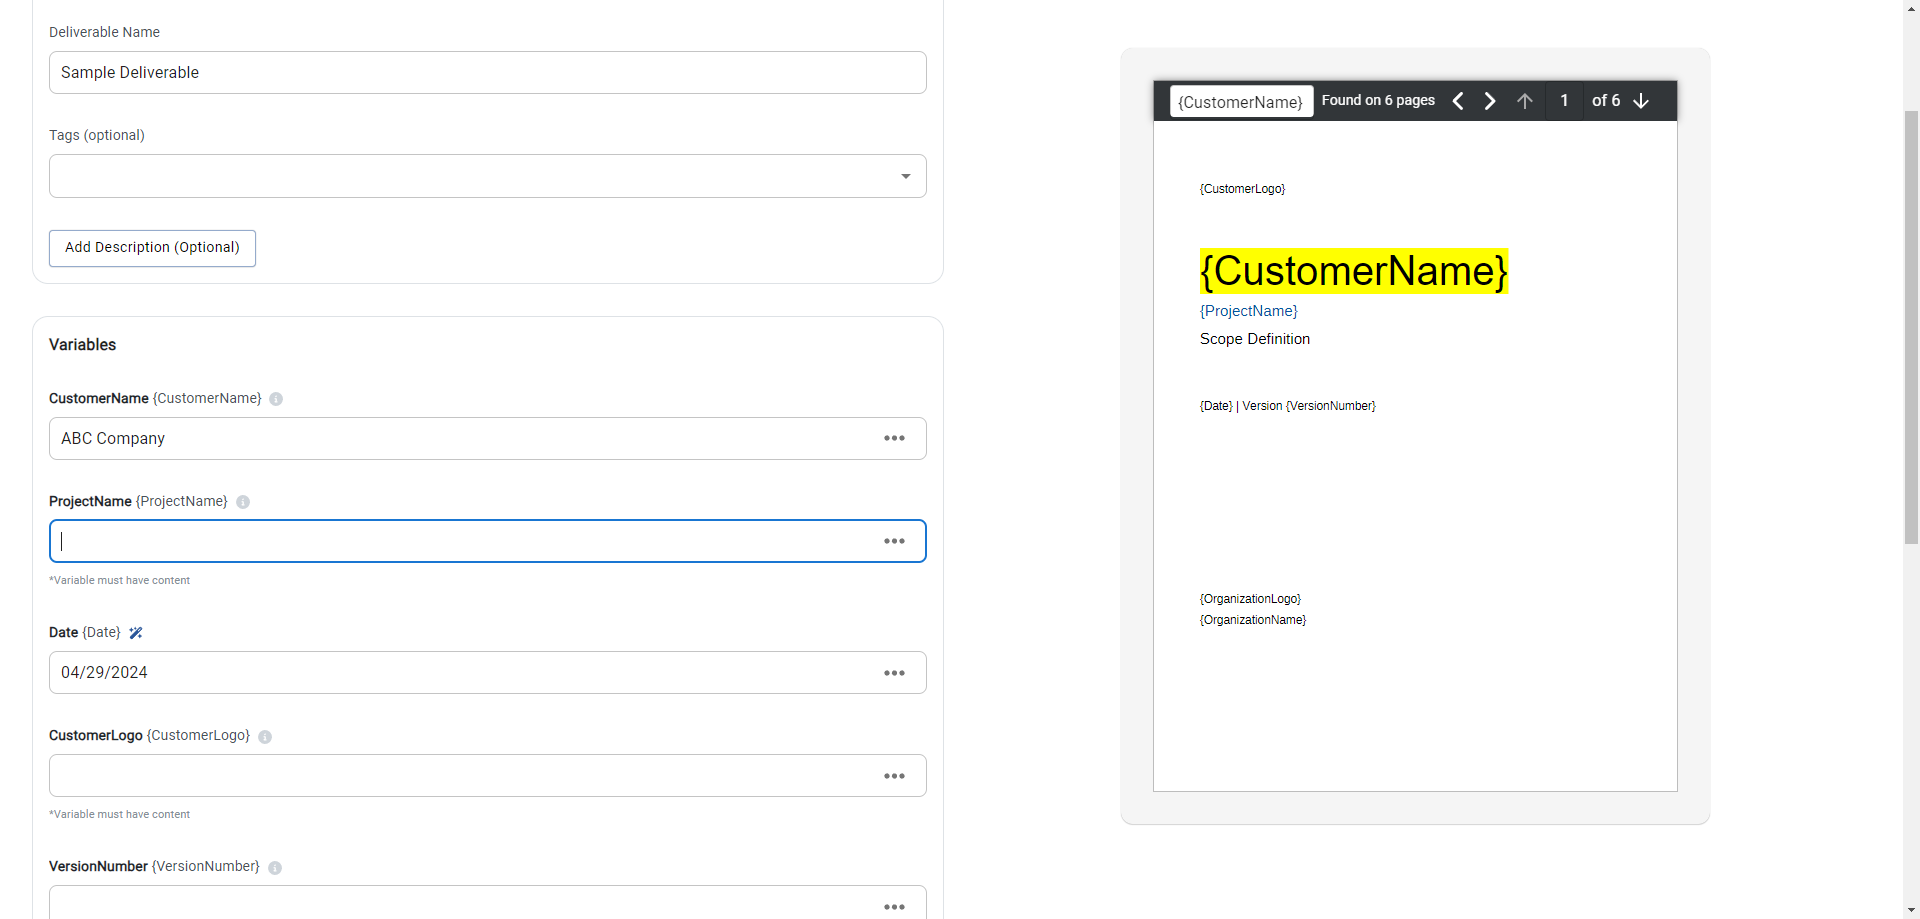 Deliverable Name
Sample Deliverable
Tags (optional)
Add Description (Optional)
Variables
CustomerName {CustomerName}
ABC Company
ProjectName {ProjectName}
*Variable must have content
Date {Date}
04/29/2024
CustomerLogo {CustomerLogo}
*Variable must have content
VersionNumber {VersionNumber}
{CustomerName} Found on 6 pages 1 of 6
{CustomerLogo}
{CustomerName}
{ProjectName}
Scope Definition
{Date} | Version {VersionNumber}
{OrganizationLogo}
{OrganizationName}